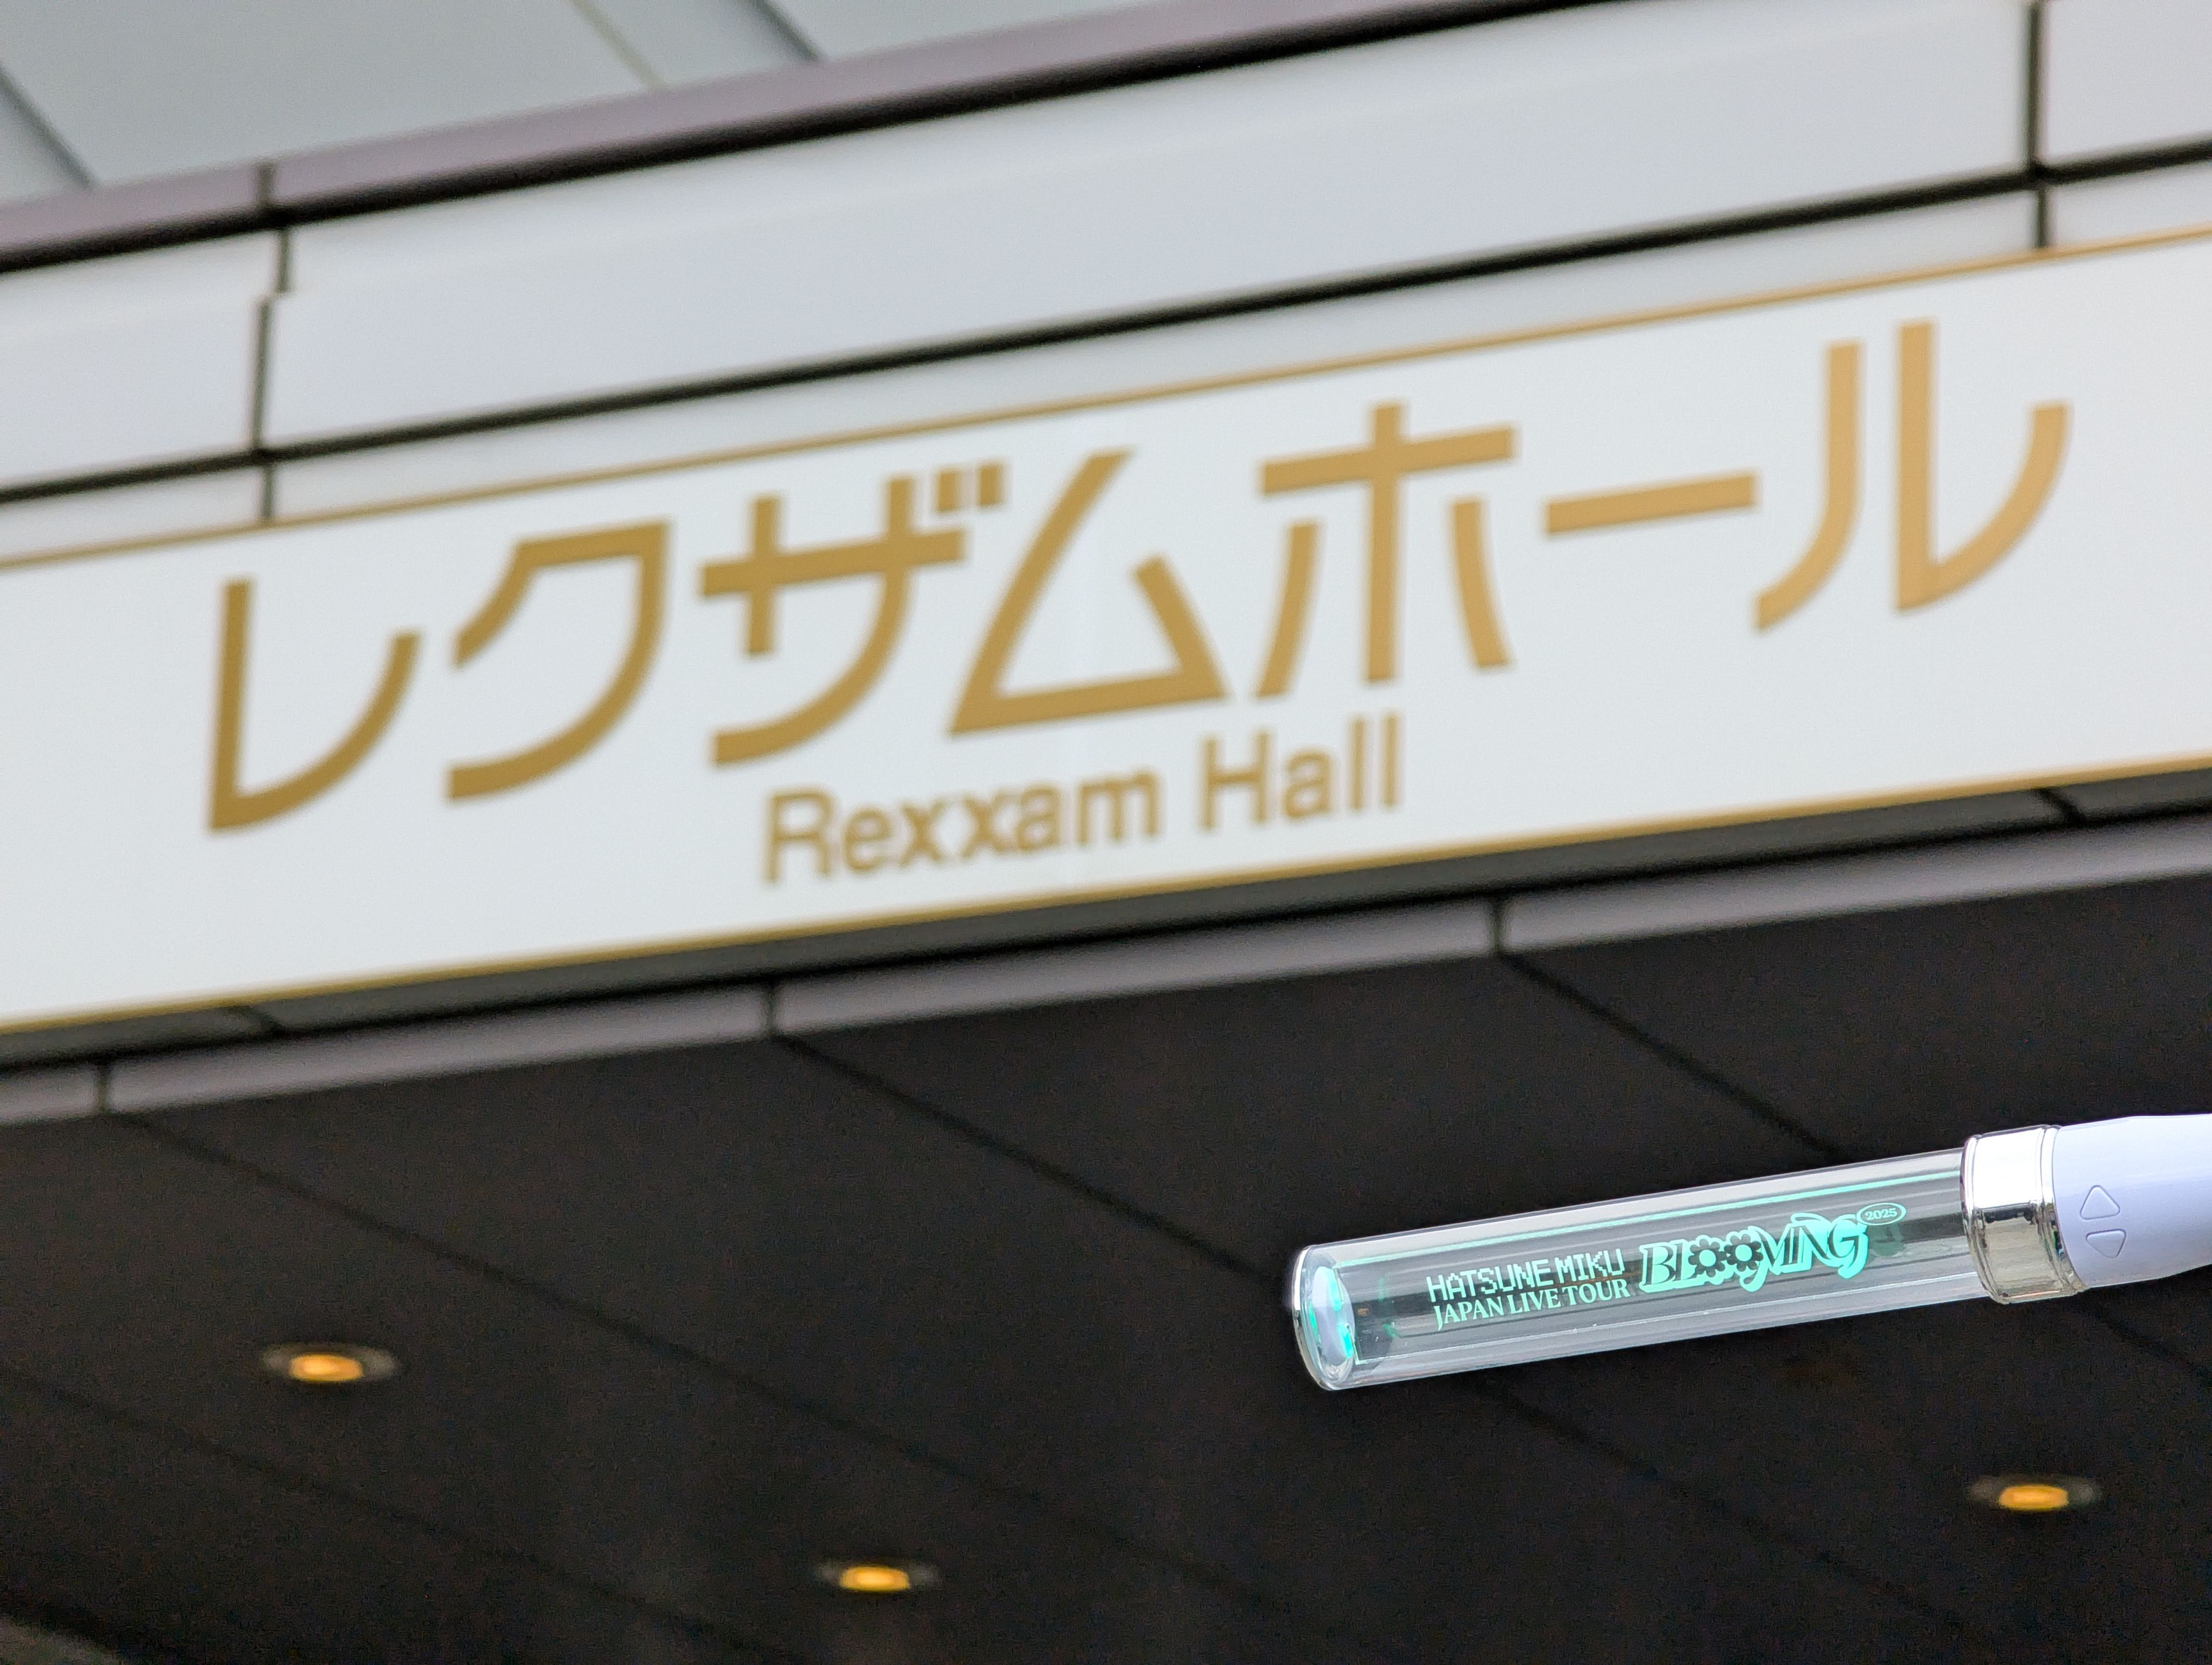 レクザムホール
Rexxam Hall
HATSUNE MIKU
JAPAN LIVE TOUR
BLOOMING
2025